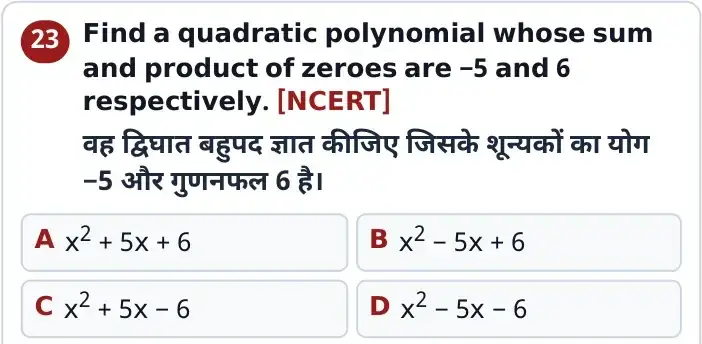 23 Find a quadratic polynomial whose sum
and product of zeroes are –5 and 6
respectively. [NCERT]
वह द्विघात बहुपद ज्ञात कीजिए जिसके शून्यकों का योग
–5 और गुणनफल 6 है।
A x² + 5x + 6
B x² – 5x + 6
C x² + 5x – 6
D x² – 5x – 6